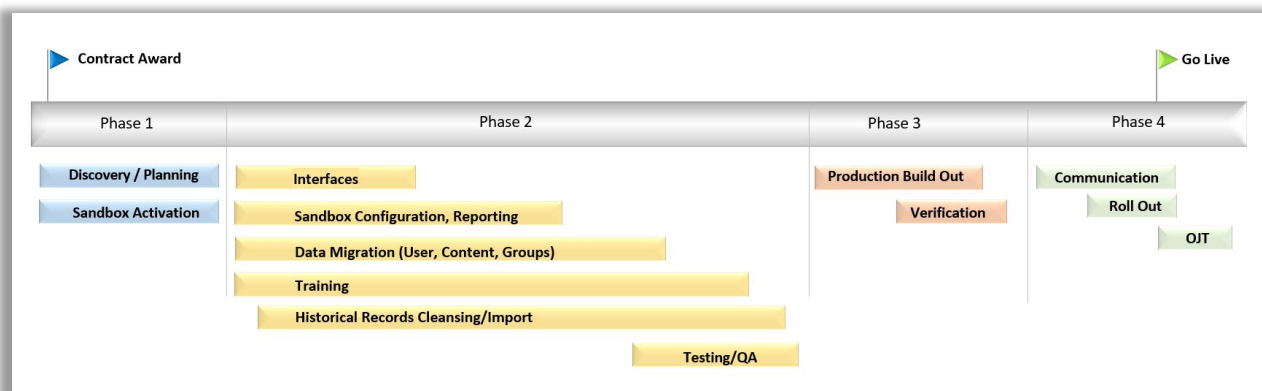 Contract Award
Go Live
Phase 1
Phase 2
Phase 3
Phase 4
Discovery / Planning
Sandbox Activation
Interfaces
Sandbox Configuration, Reporting
Data Migration (User, Content, Groups)
Training
Historical Records Cleansing/Import
Testing/QA
Production Build Out
Verification
Communication
Roll Out
OJT